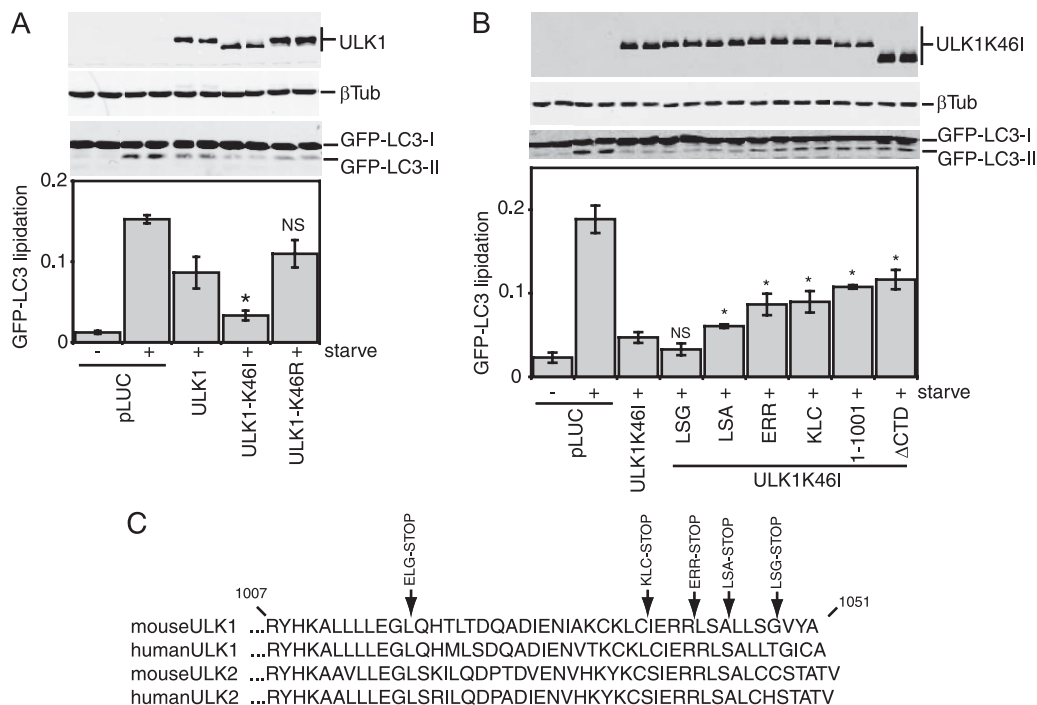 A
ULK1
βTub
GFP-LC3-I
GFP-LC3-II
0.2
0.1
0
GFP-LC3 lipidation
NS
*
- + + + + starve
pLUC
ULK1
ULK1-K46I
ULK1-K46R
B
ULK1K46I
βTub
GFP-LC3-I
GFP-LC3-II
0.2
0.1
0
GFP-LC3 lipidation
NS
* * * * *
- + + + + + + + + starve
pLUC
ULK1K46I
LSG
LSA
ERR
KLC
1-1001
ΔCTD
ULK1K46I
C
ELG-STOP
KLC-STOP
ERR-STOP
LSA-STOP
LSG-STOP
1007 1051
mouseULK1 ...RYHKALLLLEGLQHTLTDQADIENIAKCKLCIERRLSALLSGVYA
humanULK1 ...RYHKALLLLEGLQHMLSDQADIENVTKCKLCIERRLSALLTGICA
mouseULK2 ...RYHKAAVLLEGLSKILQDPTDVENVHKYKCSIERRLSALCCSTATV
humanULK2 ...RYHKALLLLEGLSRILQDPADIENVHKYKCSIERRLSALCHSTATV